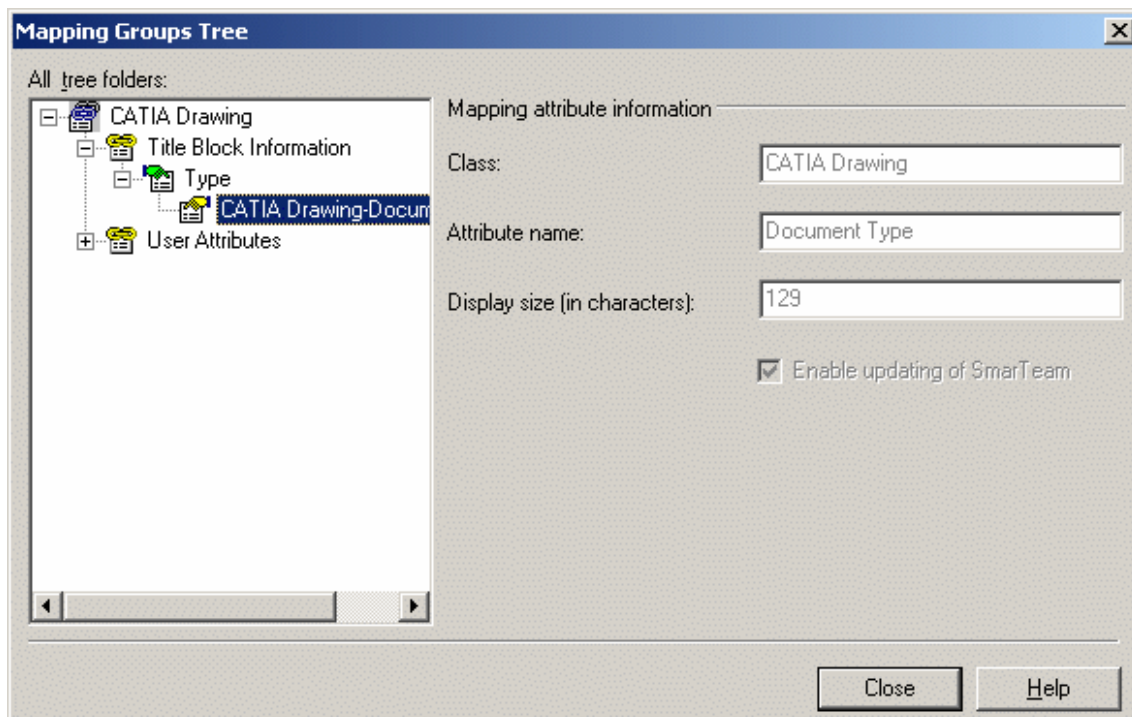 Mapping Groups Tree
All tree folders:
CATIA Drawing
Title Block Information
Type
CATIA Drawing-Docum
User Attributes
Mapping attribute information
Class:
CATIA Drawing
Attribute name:
Document Type
Display size (in characters):
129
Enable updating of SmarTeam
Close
Help